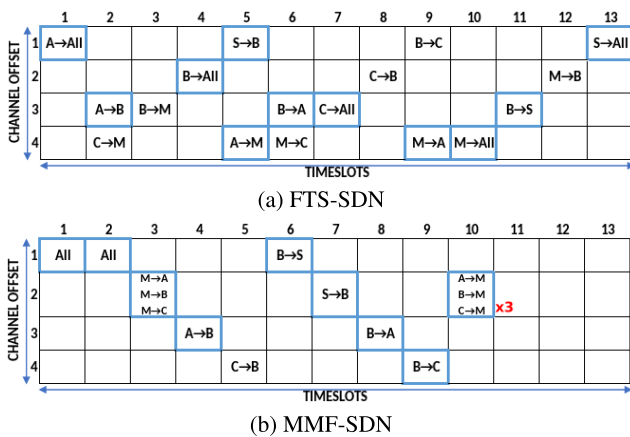 1 2 3 4 5 6 7 8 9 10 11 12 13
CHANNEL OFFSET
1 A→All S→B B→C S→All
2 B→All C→B M→B
3 A→B B→M B→A C→All B→S
4 C→M A→M M→C M→A M→All
TIMESLOTS
(a) FTS-SDN
1 2 3 4 5 6 7 8 9 10 11 12 13
CHANNEL OFFSET
1 All All B→S
M→A A→M
2 M→B S→B B→M x3
M→C C→M
3 A→B B→A
4 C→B B→C
TIMESLOTS
(b) MMF-SDN